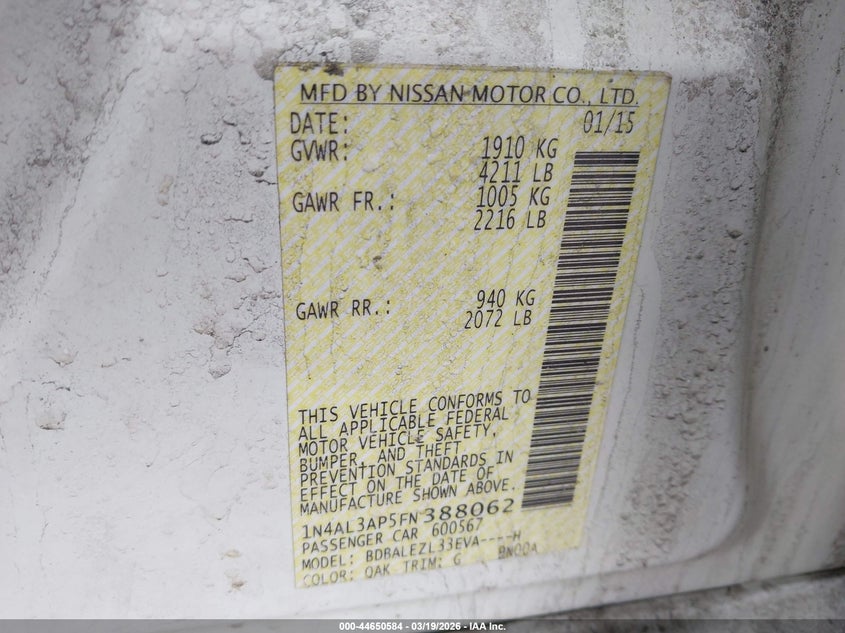 MFD BY NISSAN MOTOR CO., LTD.
DATE: 01/15
GVWR: 1910 KG
4211 LB
GAWR FR.: 1005 KG
2216 LB
GAWR RR.: 940 KG
2072 LB
THIS VEHICLE CONFORMS TO
ALL APPLICABLE FEDERAL
MOTOR VEHICLE SAFETY,
BUMPER, AND THEFT
PREVENTION STANDARDS IN
EFFECT ON THE DATE OF
MANUFACTURE SHOWN ABOVE.
1N4AL3AP5FN388062
PASSENGER CAR 600567
MODEL: BDBALEZL33EVA----H
COLOR: QAK TRIM: G
000-44650584 - 03/19/2026 - IAA Inc.